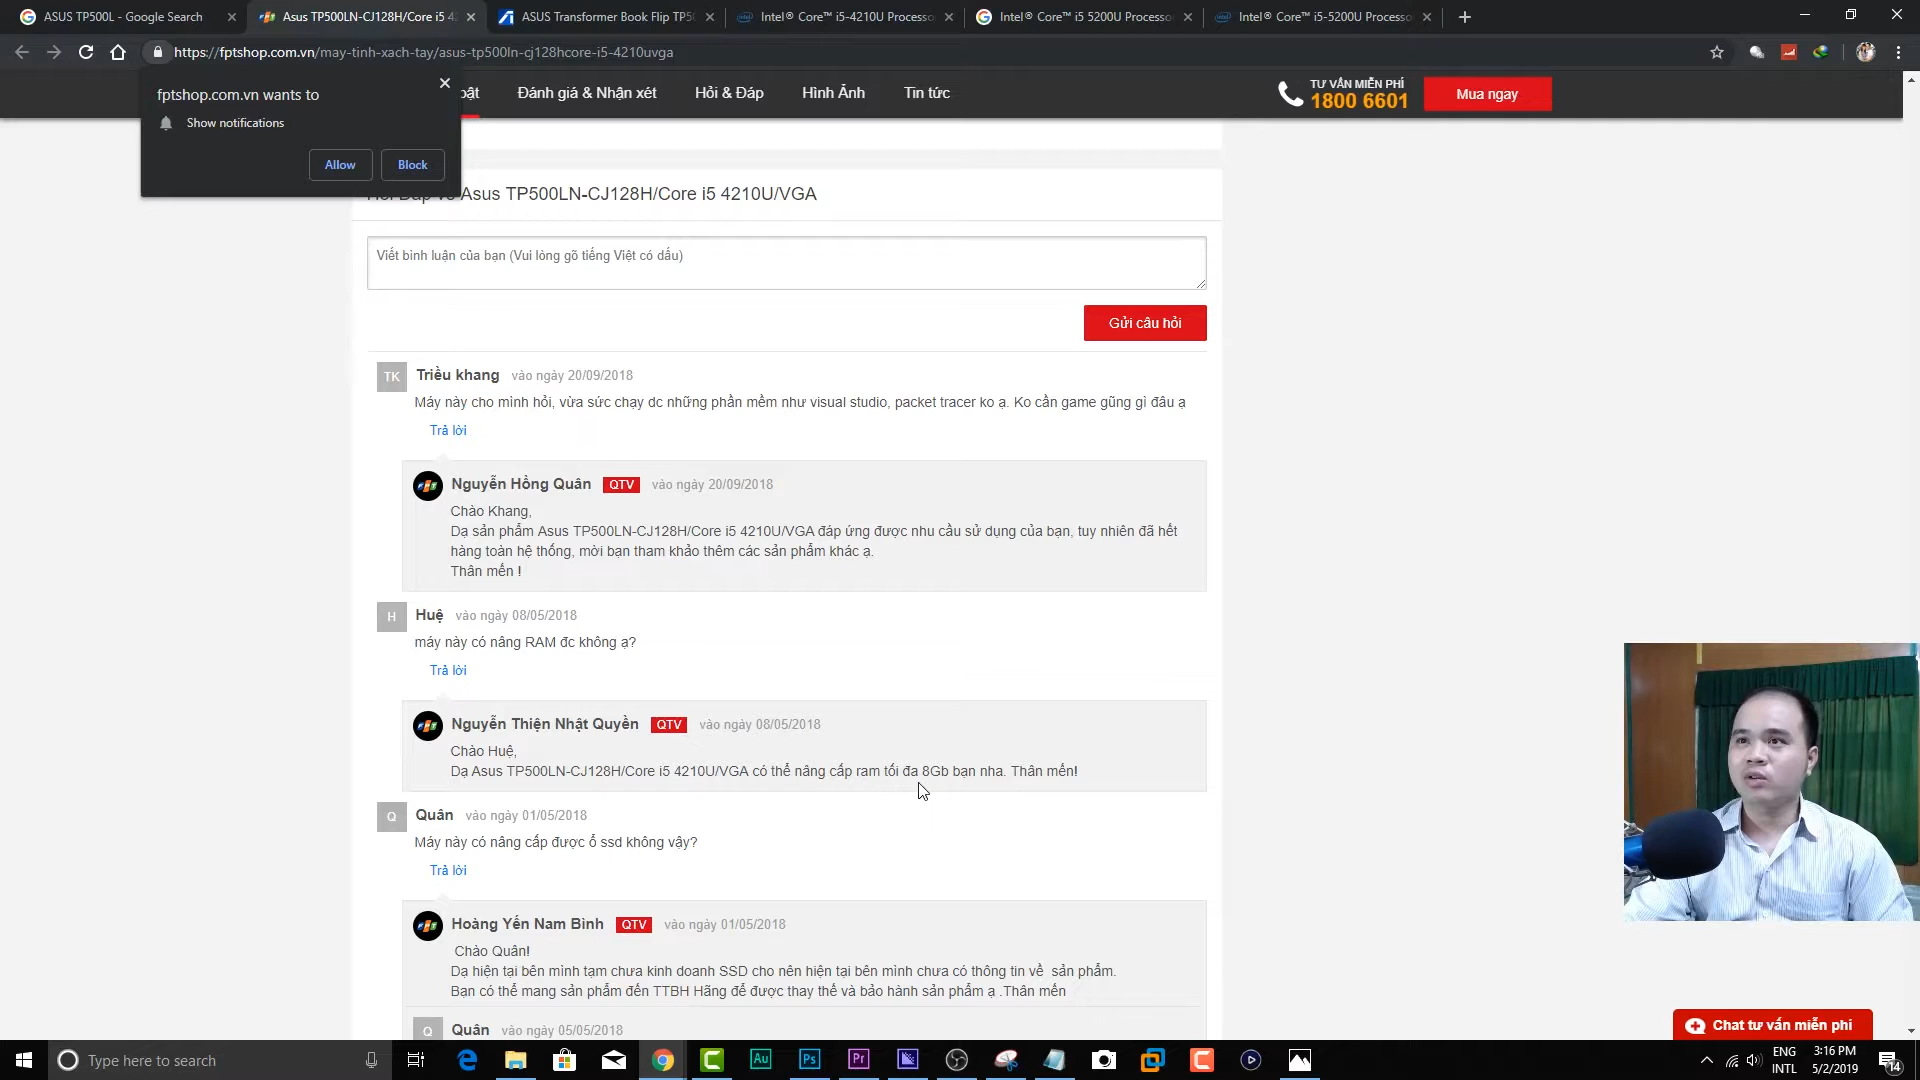 ASUS TP500L - Google Search
Asus TP500LN-CJ128H/Core i5 4
ASUS Transformer Book Flip TP5
Intel® Core™ i5-4210U Processo
Intel® Core™ i5 5200U Processo
Intel® Core™ i5-5200U Processo
https://fptshop.com.vn/may-tinh-xach-tay/asus-tp500ln-cj128hcore-i5-4210uvga
fptshop.com.vn wants to
Show notifications
Allow
Block
bật
Đánh giá & Nhận xét
Hỏi & Đáp
Hình Ảnh
Tin tức
TƯ VẤN MIỄN PHÍ
1800 6601
Mua ngay
Asus TP500LN-CJ128H/Core i5 4210U/VGA
Viết bình luận của bạn (Vui lòng gõ tiếng Việt có dấu)
Gửi câu hỏi
TK
Triều khang vào ngày 20/09/2018
Máy này cho mình hỏi, vừa sức chạy dc những phần mềm như visual studio, packet tracer ko ạ. Ko cần game gũng gì đâu ạ
Trả lời
Nguyễn Hồng Quân QTV vào ngày 20/09/2018
Chào Khang,
Dạ sản phẩm Asus TP500LN-CJ128H/Core i5 4210U/VGA đáp ứng được nhu cầu sử dụng của bạn, tuy nhiên đã hết
hàng toàn hệ thống, mời bạn tham khảo thêm các sản phẩm khác ạ.
Thân mến !
H
Huệ vào ngày 08/05/2018
máy này có nâng RAM đc không ạ?
Trả lời
Nguyễn Thiện Nhật Quyền QTV vào ngày 08/05/2018
Chào Huệ,
Dạ Asus TP500LN-CJ128H/Core i5 4210U/VGA có thể nâng cấp ram tối đa 8Gb bạn nha. Thân mến!
Q
Quân vào ngày 01/05/2018
Máy này có nâng cấp được ổ ssd không vậy?
Trả lời
Hoàng Yến Nam Bình QTV vào ngày 01/05/2018
Chào Quân!
Dạ hiện tại bên mình tạm chưa kinh doanh SSD cho nên hiện tại bên mình chưa có thông tin về sản phẩm.
Bạn có thể mang sản phẩm đến TTBH Hãng để được thay thế và bảo hành sản phẩm ạ .Thân mến
Q
Quân vào ngày 05/05/2018
Chat tư vấn miễn phí
Type here to search
Au
Ps
Pr
ENG
INTL
3:16 PM
5/2/2019
14